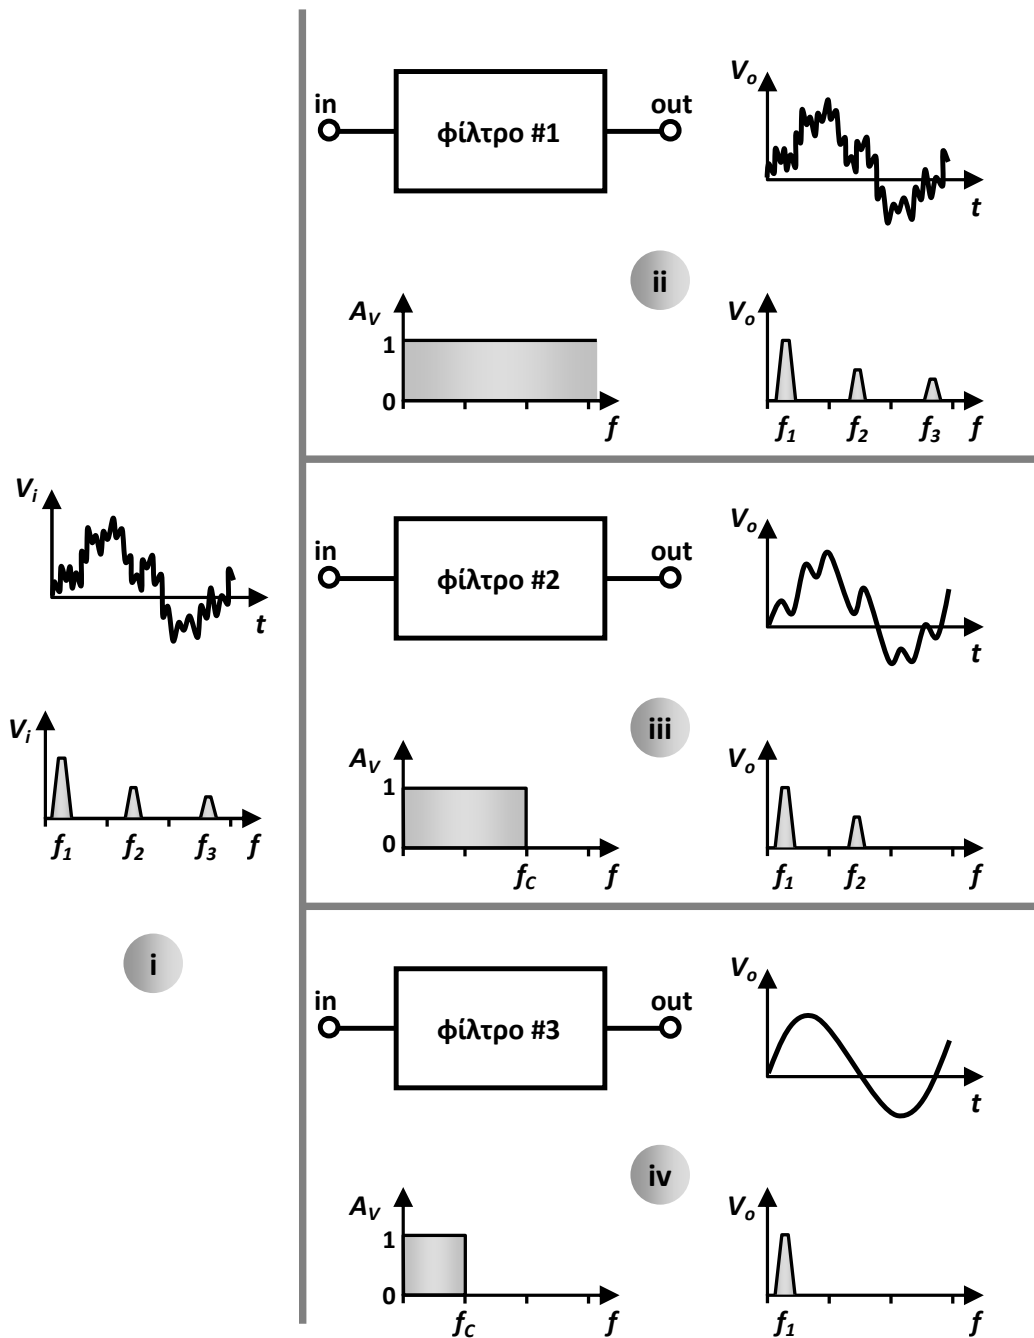 V_i
t
V_i
f_1 f_2 f_3 f
i
in
φίλτρο #1
out
V_o
t
ii
A_V
1
0
f
V_o
f_1 f_2 f_3 f
in
φίλτρο #2
out
V_o
t
iii
A_V
1
0
f_C f
V_o
f_1 f_2 f
in
φίλτρο #3
out
V_o
t
iv
A_V
1
0
f_C f
V_o
f_1 f